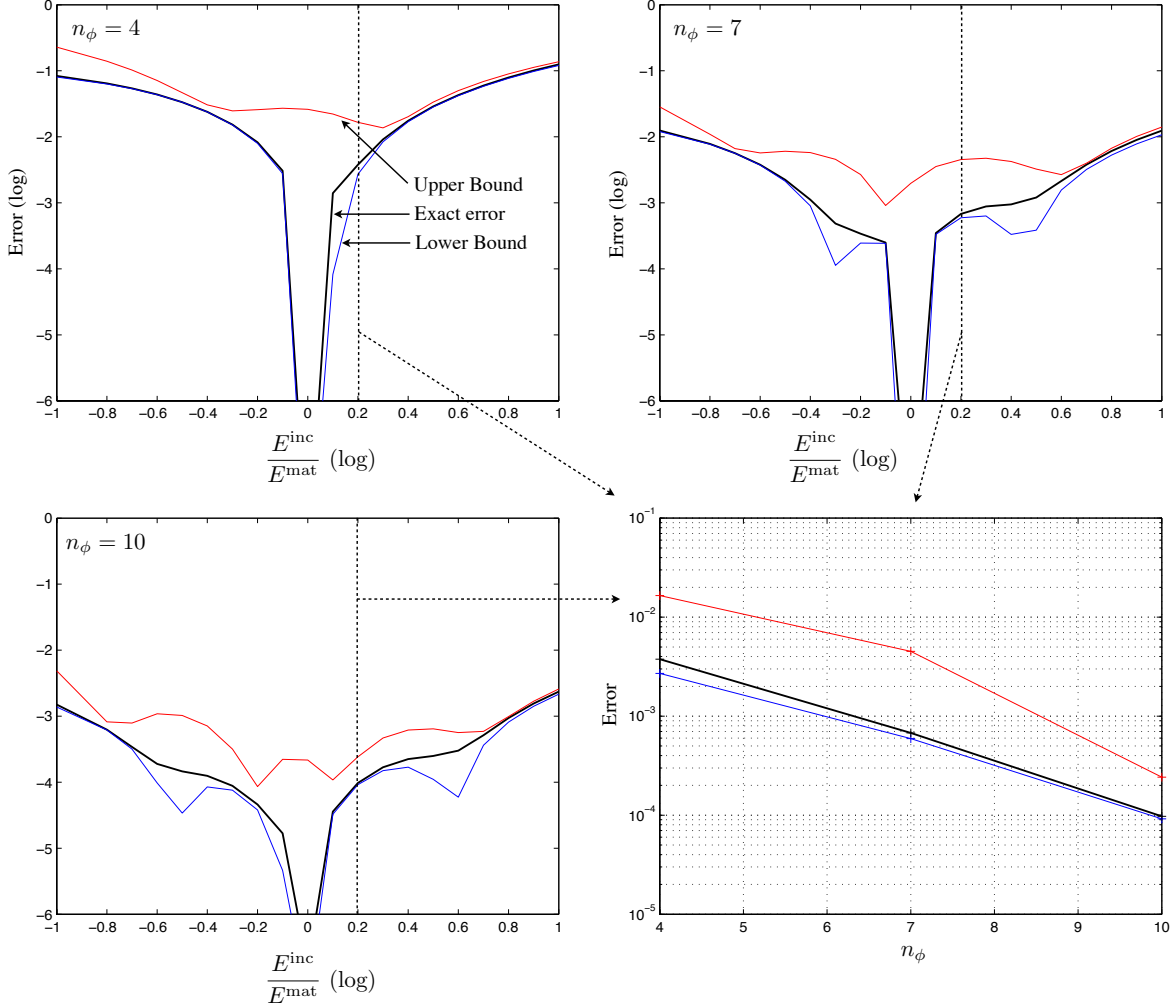 n_ϕ = 4
0
−1
−2
−3
−4
−5
−6
Error (log)
Upper Bound
Exact error
Lower Bound
−1 −0.8 −0.6 −0.4 −0.2 0 0.2 0.4 0.6 0.8 1
E^inc
E^mat (log)
n_ϕ = 7
0
−1
−2
−3
−4
−5
−6
Error (log)
−1 −0.8 −0.6 −0.4 −0.2 0 0.2 0.4 0.6 0.8 1
E^inc
E^mat (log)
n_ϕ = 10
0
−1
−2
−3
−4
−5
−6
−1 −0.8 −0.6 −0.4 −0.2 0 0.2 0.4 0.6 0.8 1
E^inc
E^mat (log)
10^−1
10^−2
10^−3
10^−4
10^−5
Error
4 5 6 7 8 9 10
n_ϕ